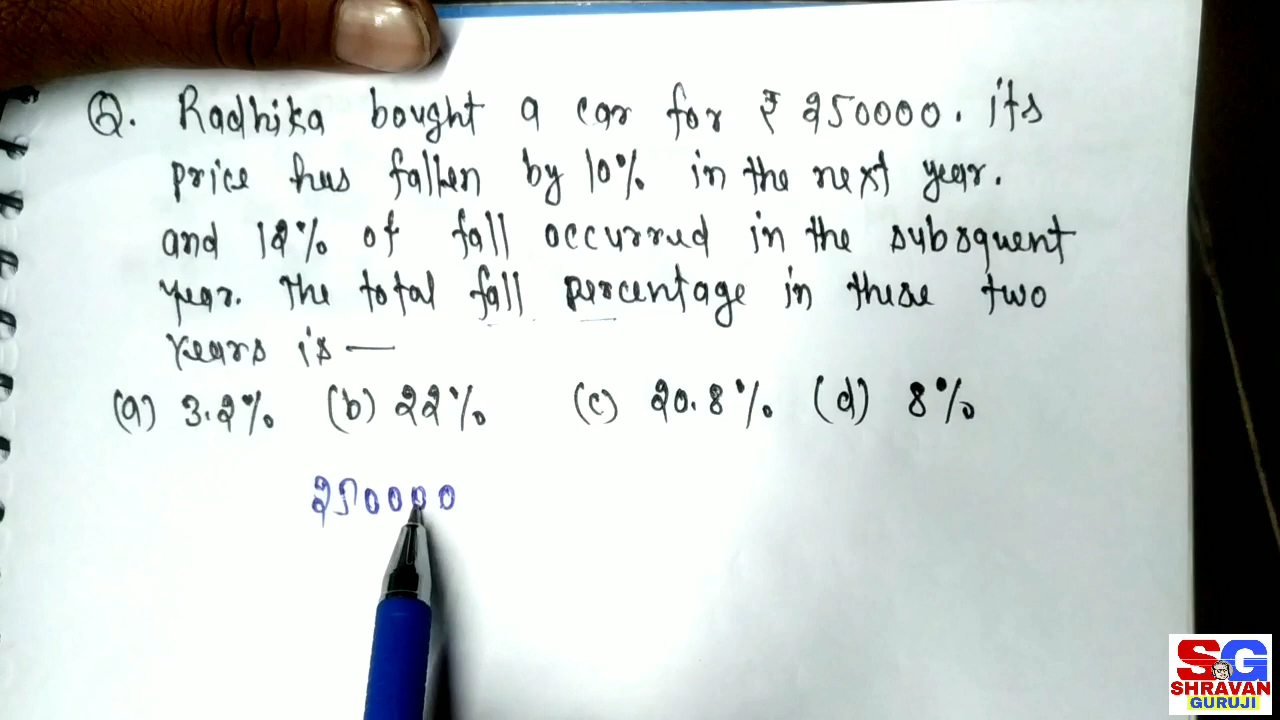 Q. Radhika bought a car for ₹ 250000. its
price has fallen by 10% in the next year.
and 12% of fall occurred in the subsquent
year. The total fall percentage in these two
years is —
(a) 3.2% (b) 22% (c) 20.8% (d) 8%
250000
SG
SHRAVAN
GURUJI